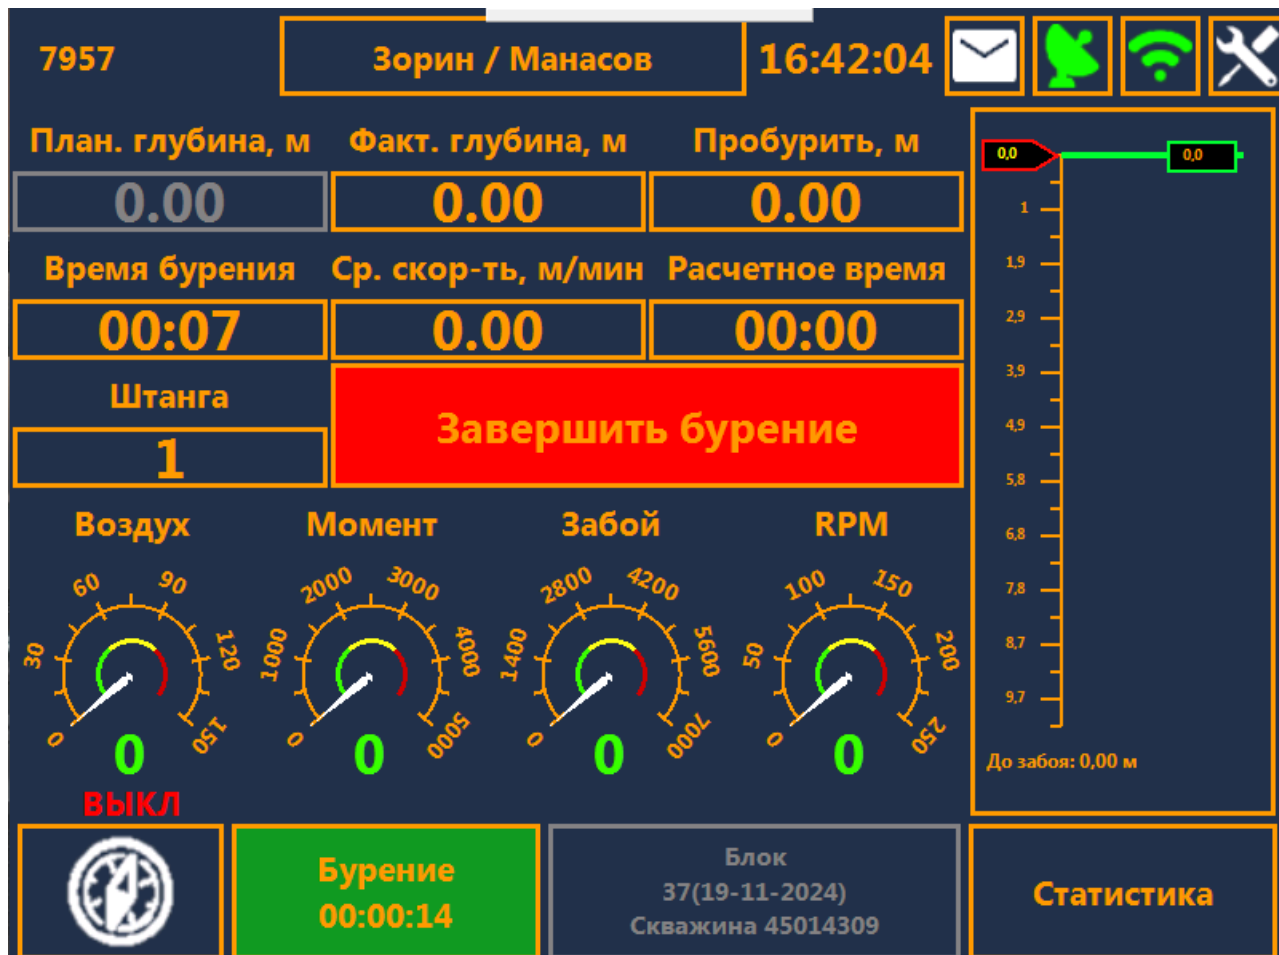 7957
Зорин / Манасов
16:42:04
План. глубина, м
Факт. глубина, м
Пробурить, м
0.00
0.00
0.00
Время бурения
Ср. скор-ть, м/мин
Расчетное время
00:07
0.00
00:00
Штанга
1
Завершить бурение
Воздух
0
30
60
90
120
150
0
ВЫКЛ
Момент
0
1000
2000
3000
4000
5000
0
Забой
0
1400
2800
4200
5600
7000
0
RPM
0
50
100
150
200
250
0
0,0
0,0
1
1,9
2,9
3,9
4,9
5,8
6,8
7,8
8,7
9,7
До забоя: 0,00 м
Бурение
00:00:14
Блок
37(19-11-2024)
Скважина 45014309
Статистика